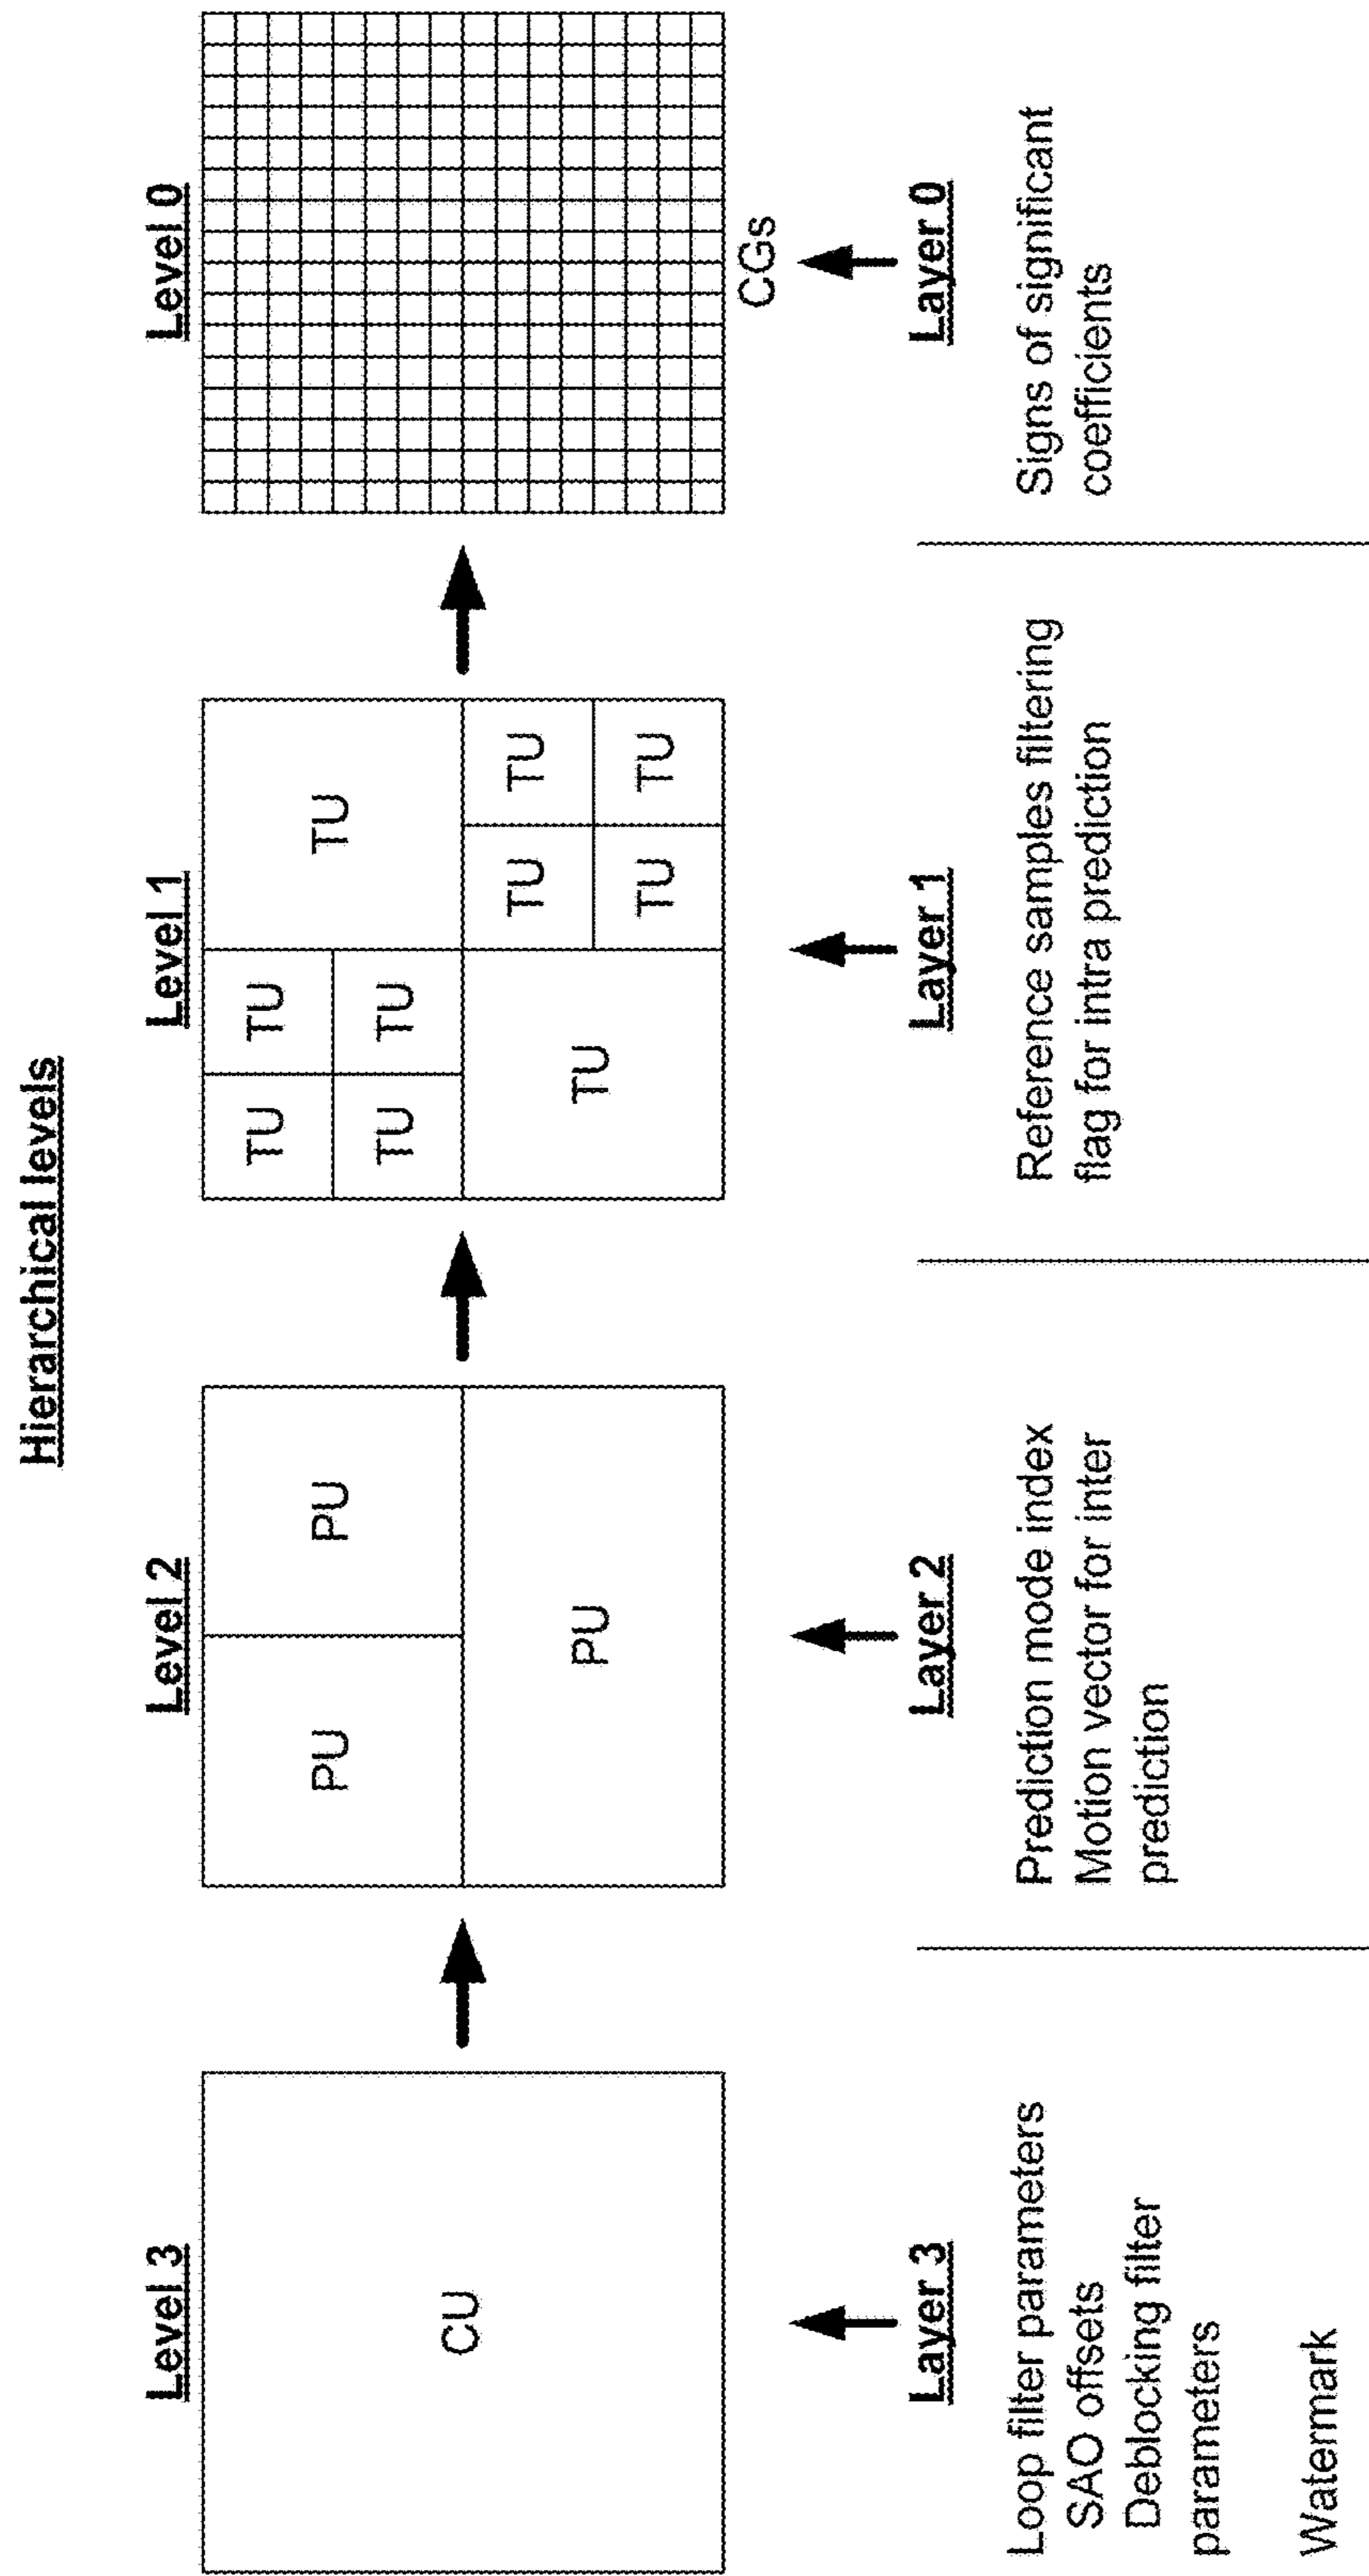 Hierarchical levels
Level 3
Level 2
Level 1
Level 0
CU
PU
PU
PU
TU
TU
TU
TU
TU
TU
TU
TU
TU
TU
CGs
Layer 3
Layer 2
Layer 1
Layer 0
Loop filter parameters
SAO offsets
Deblocking filter
parameters
Watermark
Prediction mode index
Motion vector for inter
prediction
Reference samples filtering
flag for intra prediction
Signs of significant
coefficients